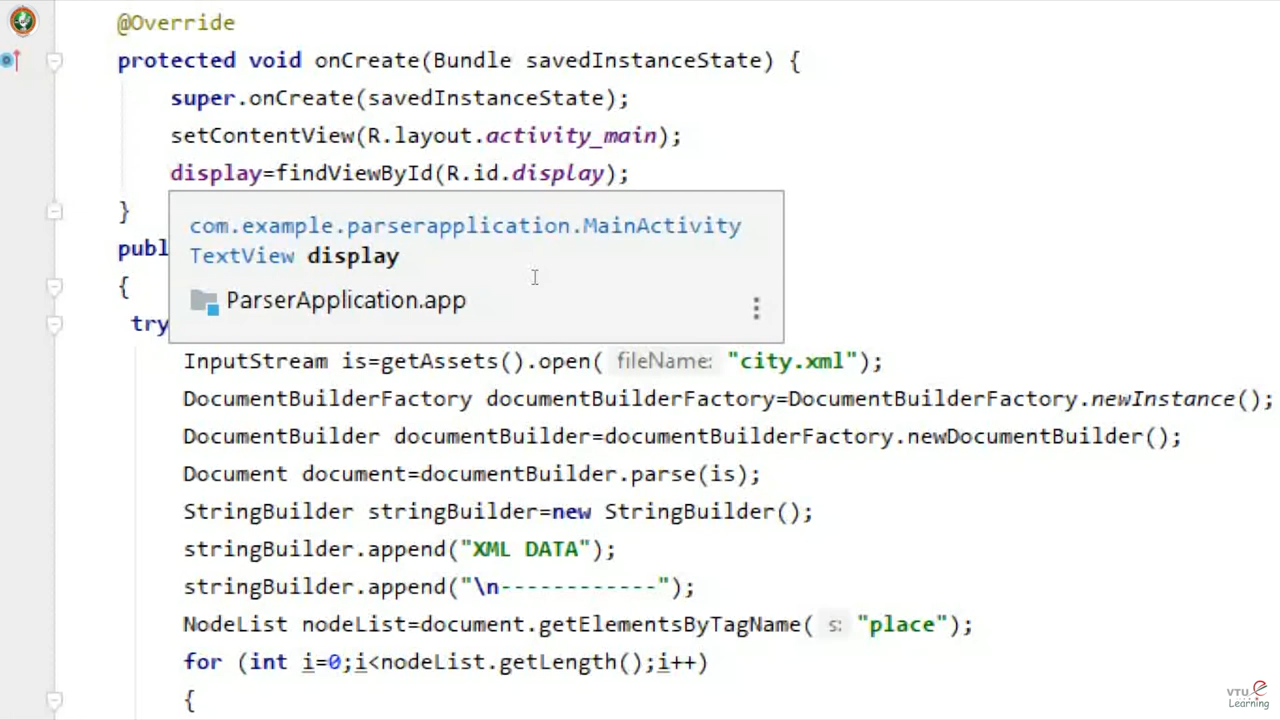 @Override
protected void onCreate(Bundle savedInstanceState) {
super.onCreate(savedInstanceState);
setContentView(R.layout.activity_main);
display=findViewById(R.id.display);
}
com.example.parserapplication.MainActivity
publ
TextView display
{
ParserApplication.app
try
InputStream is=getAssets().open( fileName: "city.xml");
DocumentBuilderFactory documentBuilderFactory=DocumentBuilderFactory.newInstance();
DocumentBuilder documentBuilder=documentBuilderFactory.newDocumentBuilder();
Document document=documentBuilder.parse(is);
StringBuilder stringBuilder=new StringBuilder();
stringBuilder.append("XML DATA");
stringBuilder.append("\n------------");
NodeList nodeList=document.getElementsByTagName( s: "place");
for (int i=0;i<nodeList.getLength();i++)
{
VTU e
Learning